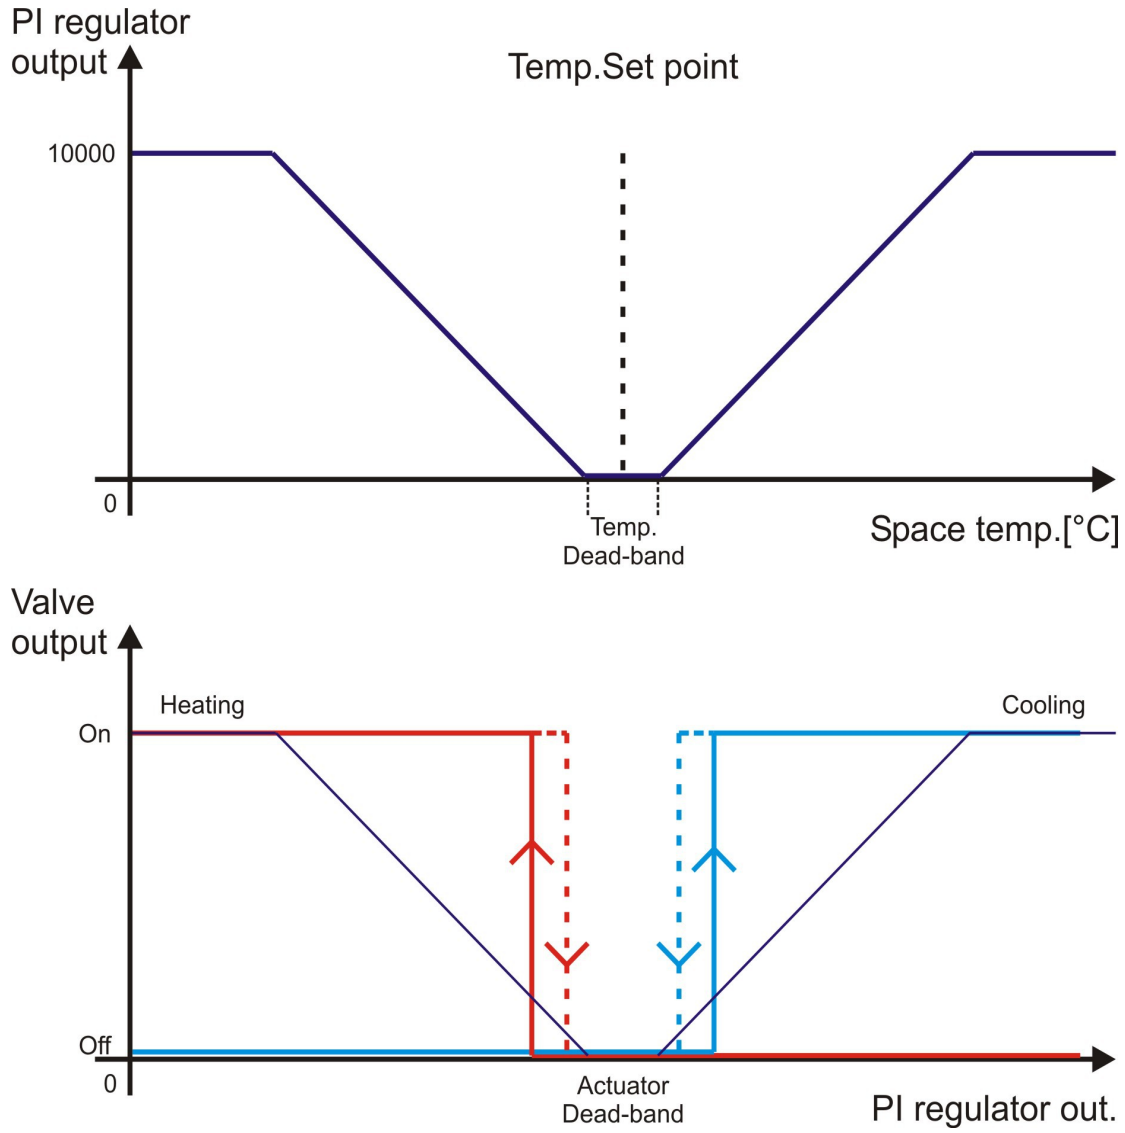 PI regulator
output
Temp.Set point
10000
0
Temp.
Dead-band
Space temp.[°C]
Valve
output
Heating
Cooling
On
Off
0
Actuator
Dead-band
PI regulator out.